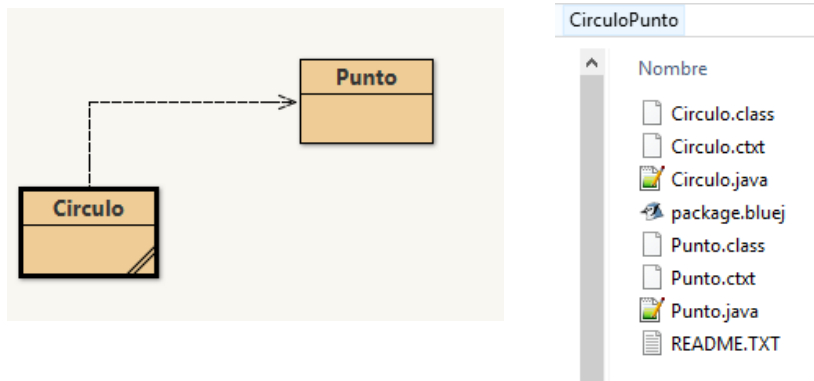 Punto
Circulo
CirculoPunto
Nombre
Circulo.class
Circulo.ctxt
Circulo.java
package.bluej
Punto.class
Punto.ctxt
Punto.java
README.TXT